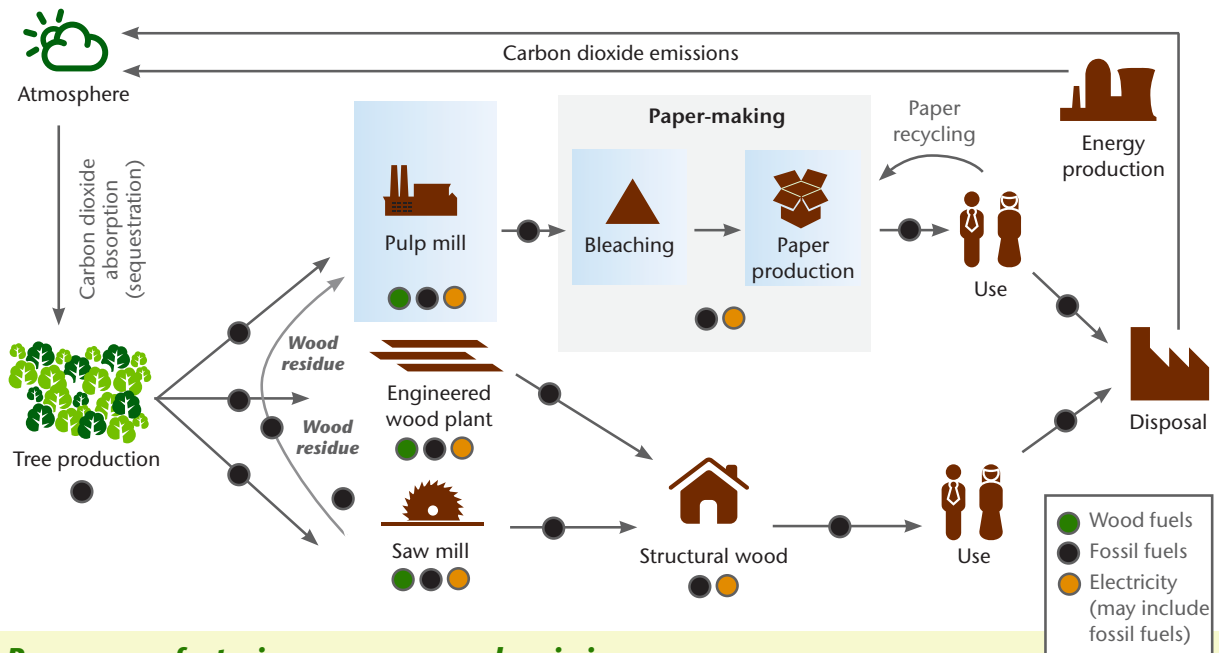 Carbon dioxide emissions
Atmosphere
Carbon dioxide
absorption
(sequestration)
Paper-making
Paper
recycling
Energy
production
Pulp mill
Bleaching
Paper
production
Use
Wood
residue
Engineered
wood plant
Wood
residue
Disposal
Tree production
Saw mill
Structural wood
Use
Wood fuels
Fossil fuels
Electricity
(may include
fossil fuels)